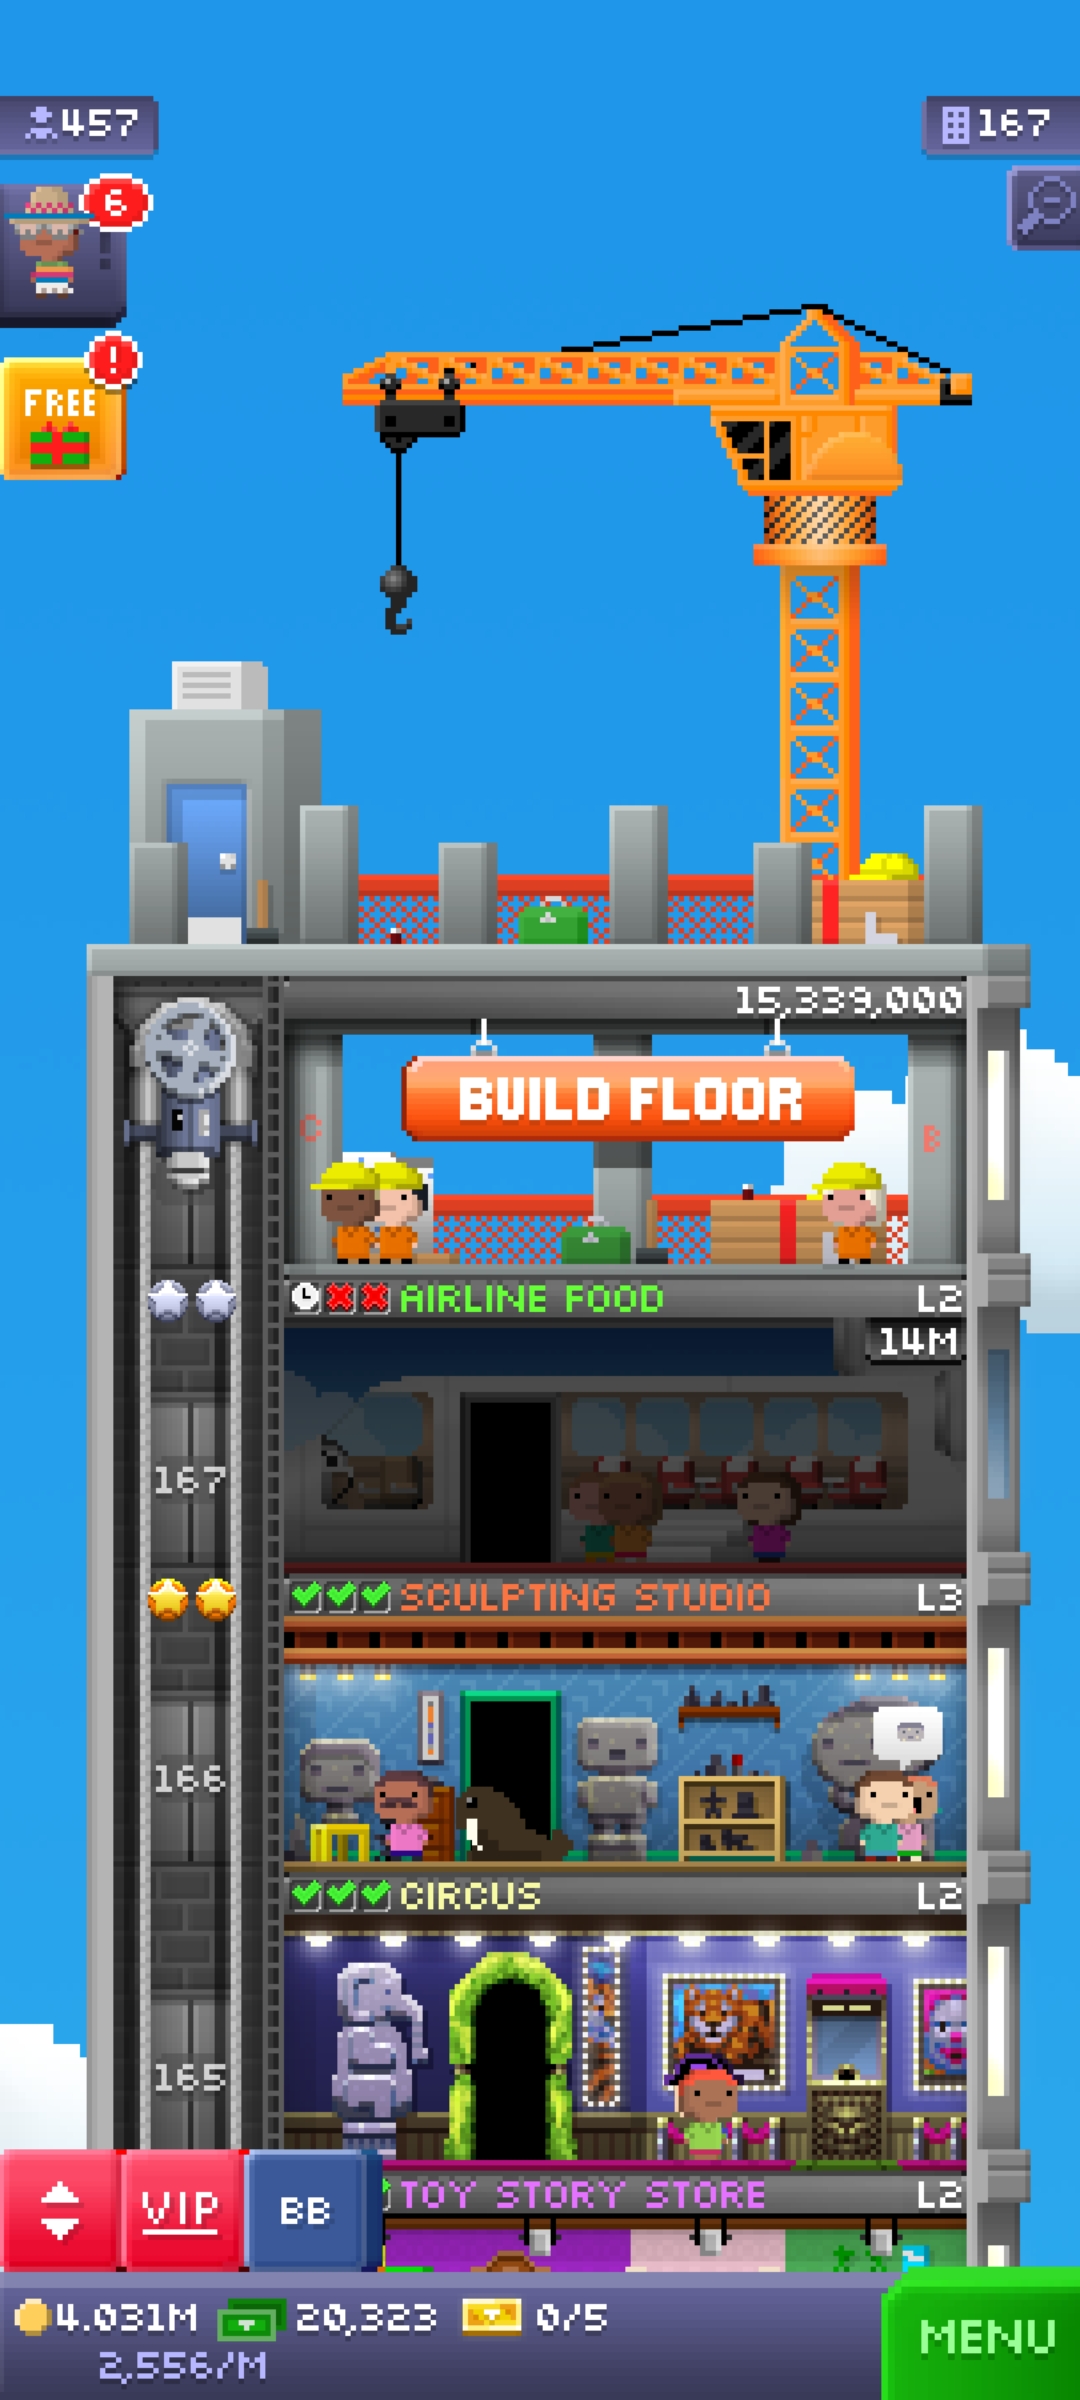 457
167
6
!
FREE
15,339,000
BUILD FLOOR
C
B
AIRLINE FOOD
L2
14M
167
SCULPTING STUDIO
L3
166
CIRCUS
L2
165
TOY STORY STORE
L2
VIP
BB
4.031M
20,323
0/5
2,556/M
MENU